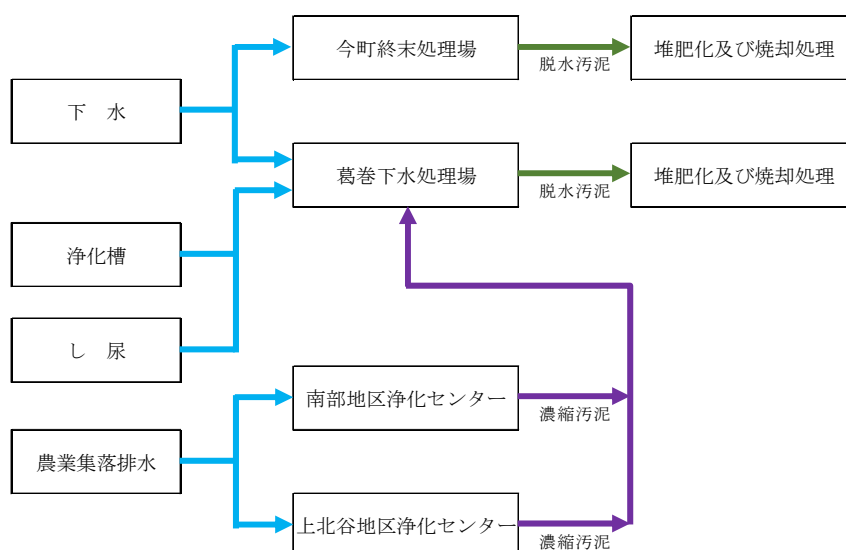 今町終末処理場
脱水汚泥
堆肥化及び焼却処理
下　水
葛巻下水処理場
脱水汚泥
堆肥化及び焼却処理
浄化槽
し　尿
南部地区浄化センター
濃縮汚泥
農業集落排水
上北谷地区浄化センター
濃縮汚泥